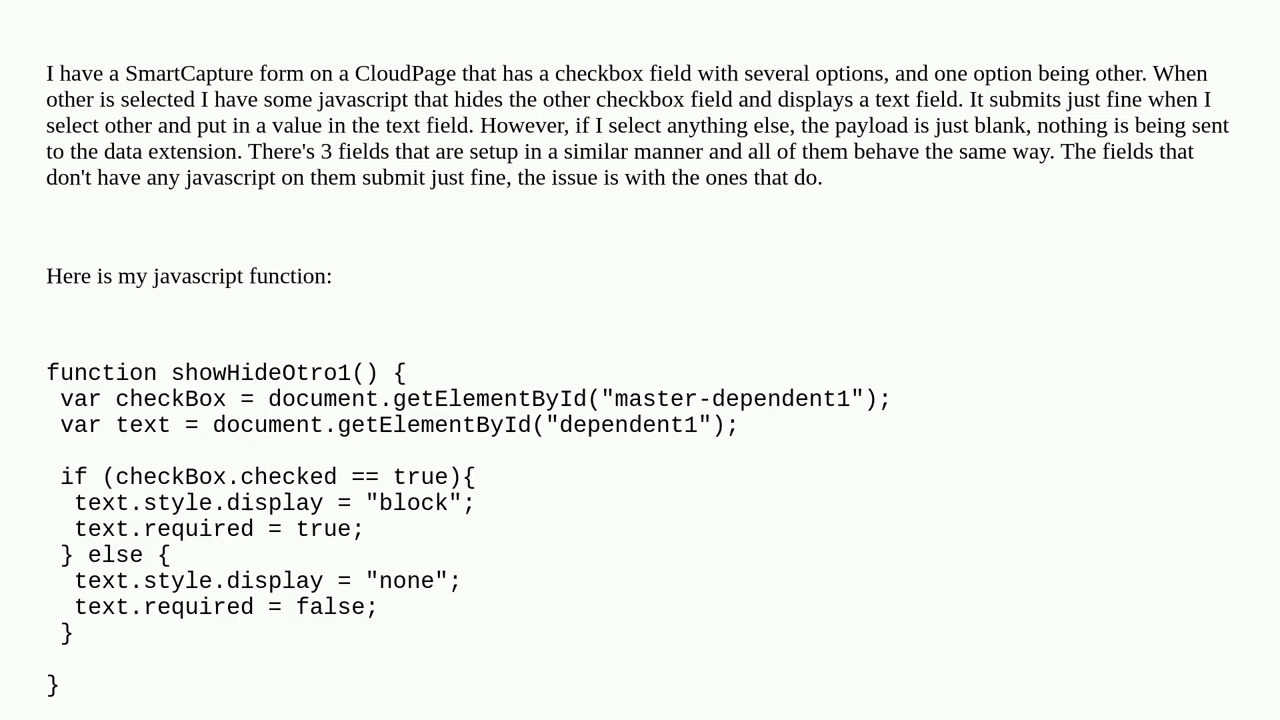 I have a SmartCapture form on a CloudPage that has a checkbox field with several options, and one option being other. When
other is selected I have some javascript that hides the other checkbox field and displays a text field. It submits just fine when I
select other and put in a value in the text field. However, if I select anything else, the payload is just blank, nothing is being sent
to the data extension. There's 3 fields that are setup in a similar manner and all of them behave the same way. The fields that
don't have any javascript on them submit just fine, the issue is with the ones that do.
Here is my javascript function:
function showHideOtro1() {
 var checkBox = document.getElementById("master-dependent1");
 var text = document.getElementById("dependent1");
 if (checkBox.checked == true){
  text.style.display = "block";
  text.required = true;
 } else {
  text.style.display = "none";
  text.required = false;
 }
}